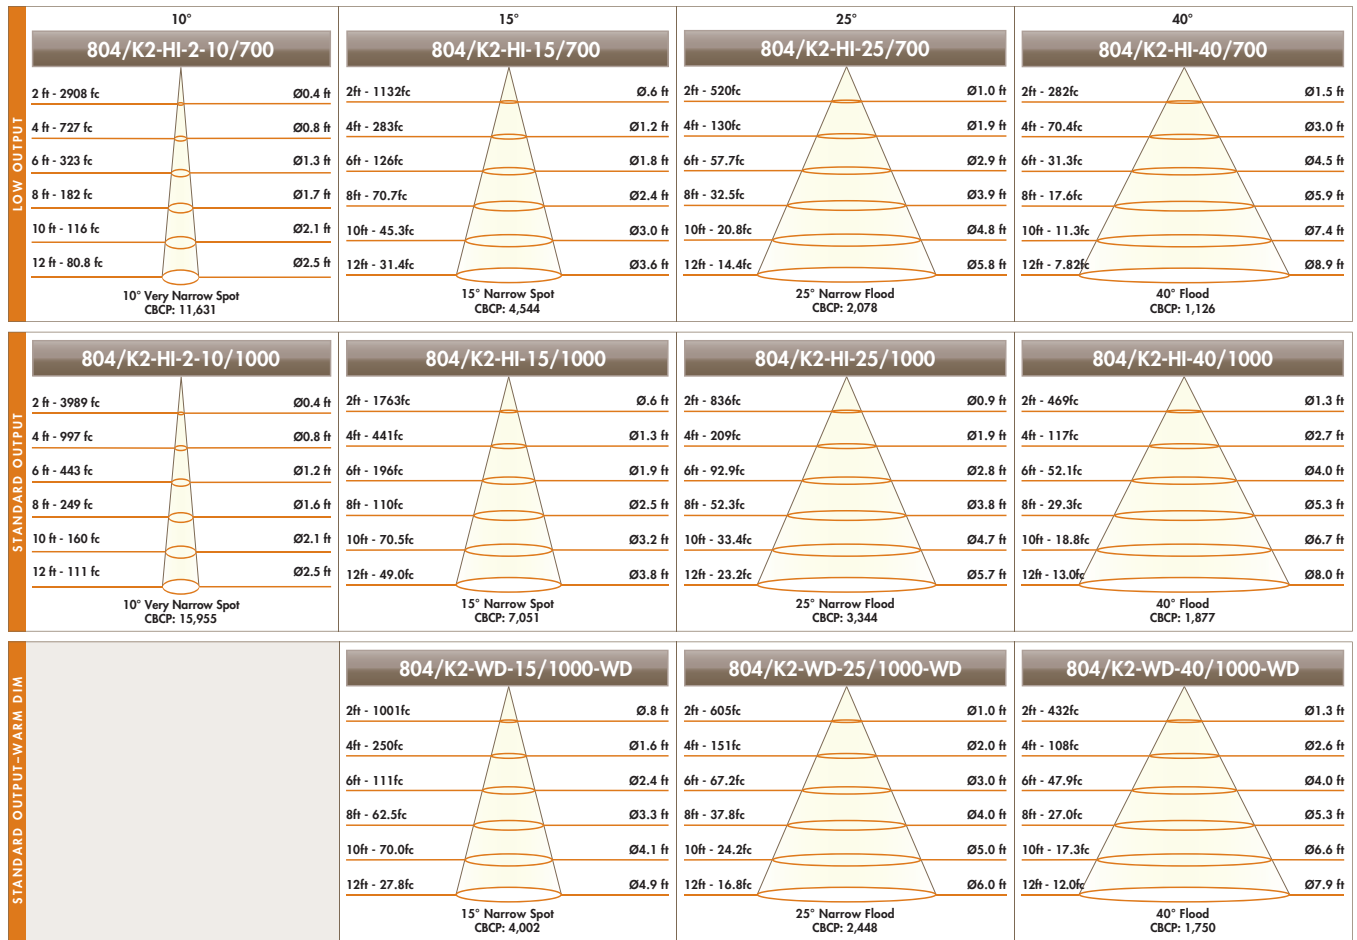 10°
15°
25°
40°
LOW OUTPUT
804/K2-HI-2-10/700
2 ft - 2908 fc Ø0.4 ft
4 ft - 727 fc Ø0.8 ft
6 ft - 323 fc Ø1.3 ft
8 ft - 182 fc Ø1.7 ft
10 ft - 116 fc Ø2.1 ft
12 ft - 80.8 fc Ø2.5 ft
10° Very Narrow Spot
CBCP: 11,631
804/K2-HI-15/700
2ft - 1132fc Ø.6 ft
4ft - 283fc Ø1.2 ft
6ft - 126fc Ø1.8 ft
8ft - 70.7fc Ø2.4 ft
10ft - 45.3fc Ø3.0 ft
12ft - 31.4fc Ø3.6 ft
15° Narrow Spot
CBCP: 4,544
804/K2-HI-25/700
2ft - 520fc Ø1.0 ft
4ft - 130fc Ø1.9 ft
6ft - 57.7fc Ø2.9 ft
8ft - 32.5fc Ø3.9 ft
10ft - 20.8fc Ø4.8 ft
12ft - 14.4fc Ø5.8 ft
25° Narrow Flood
CBCP: 2,078
804/K2-HI-40/700
2ft - 282fc Ø1.5 ft
4ft - 70.4fc Ø3.0 ft
6ft - 31.3fc Ø4.5 ft
8ft - 17.6fc Ø5.9 ft
10ft - 11.3fc Ø7.4 ft
12ft - 7.82fc Ø8.9 ft
40° Flood
CBCP: 1,126
STANDARD OUTPUT
804/K2-HI-2-10/1000
2 ft - 3989 fc Ø0.4 ft
4 ft - 997 fc Ø0.8 ft
6 ft - 443 fc Ø1.2 ft
8 ft - 249 fc Ø1.6 ft
10 ft - 160 fc Ø2.1 ft
12 ft - 111 fc Ø2.5 ft
10° Very Narrow Spot
CBCP: 15,955
804/K2-HI-15/1000
2ft - 1763fc Ø.6 ft
4ft - 441fc Ø1.3 ft
6ft - 196fc Ø1.9 ft
8ft - 110fc Ø2.5 ft
10ft - 70.5fc Ø3.2 ft
12ft - 49.0fc Ø3.8 ft
15° Narrow Spot
CBCP: 7,051
804/K2-HI-25/1000
2ft - 836fc Ø0.9 ft
4ft - 209fc Ø1.9 ft
6ft - 92.9fc Ø2.8 ft
8ft - 52.3fc Ø3.8 ft
10ft - 33.4fc Ø4.7 ft
12ft - 23.2fc Ø5.7 ft
25° Narrow Flood
CBCP: 3,344
804/K2-HI-40/1000
2ft - 469fc Ø1.3 ft
4ft - 117fc Ø2.7 ft
6ft - 52.1fc Ø4.0 ft
8ft - 29.3fc Ø5.3 ft
10ft - 18.8fc Ø6.7 ft
12ft - 13.0fc Ø8.0 ft
40° Flood
CBCP: 1,877
STANDARD OUTPUT–WARM DIM
804/K2-WD-15/1000-WD
2ft - 1001fc Ø.8 ft
4ft - 250fc Ø1.6 ft
6ft - 111fc Ø2.4 ft
8ft - 62.5fc Ø3.3 ft
10ft - 70.0fc Ø4.1 ft
12ft - 27.8fc Ø4.9 ft
15° Narrow Spot
CBCP: 4,002
804/K2-WD-25/1000-WD
2ft - 605fc Ø1.0 ft
4ft - 151fc Ø2.0 ft
6ft - 67.2fc Ø3.0 ft
8ft - 37.8fc Ø4.0 ft
10ft - 24.2fc Ø5.0 ft
12ft - 16.8fc Ø6.0 ft
25° Narrow Flood
CBCP: 2,448
804/K2-WD-40/1000-WD
2ft - 432fc Ø1.3 ft
4ft - 108fc Ø2.6 ft
6ft - 47.9fc Ø4.0 ft
8ft - 27.0fc Ø5.3 ft
10ft - 17.3fc Ø6.6 ft
12ft - 12.0fc Ø7.9 ft
40° Flood
CBCP: 1,750